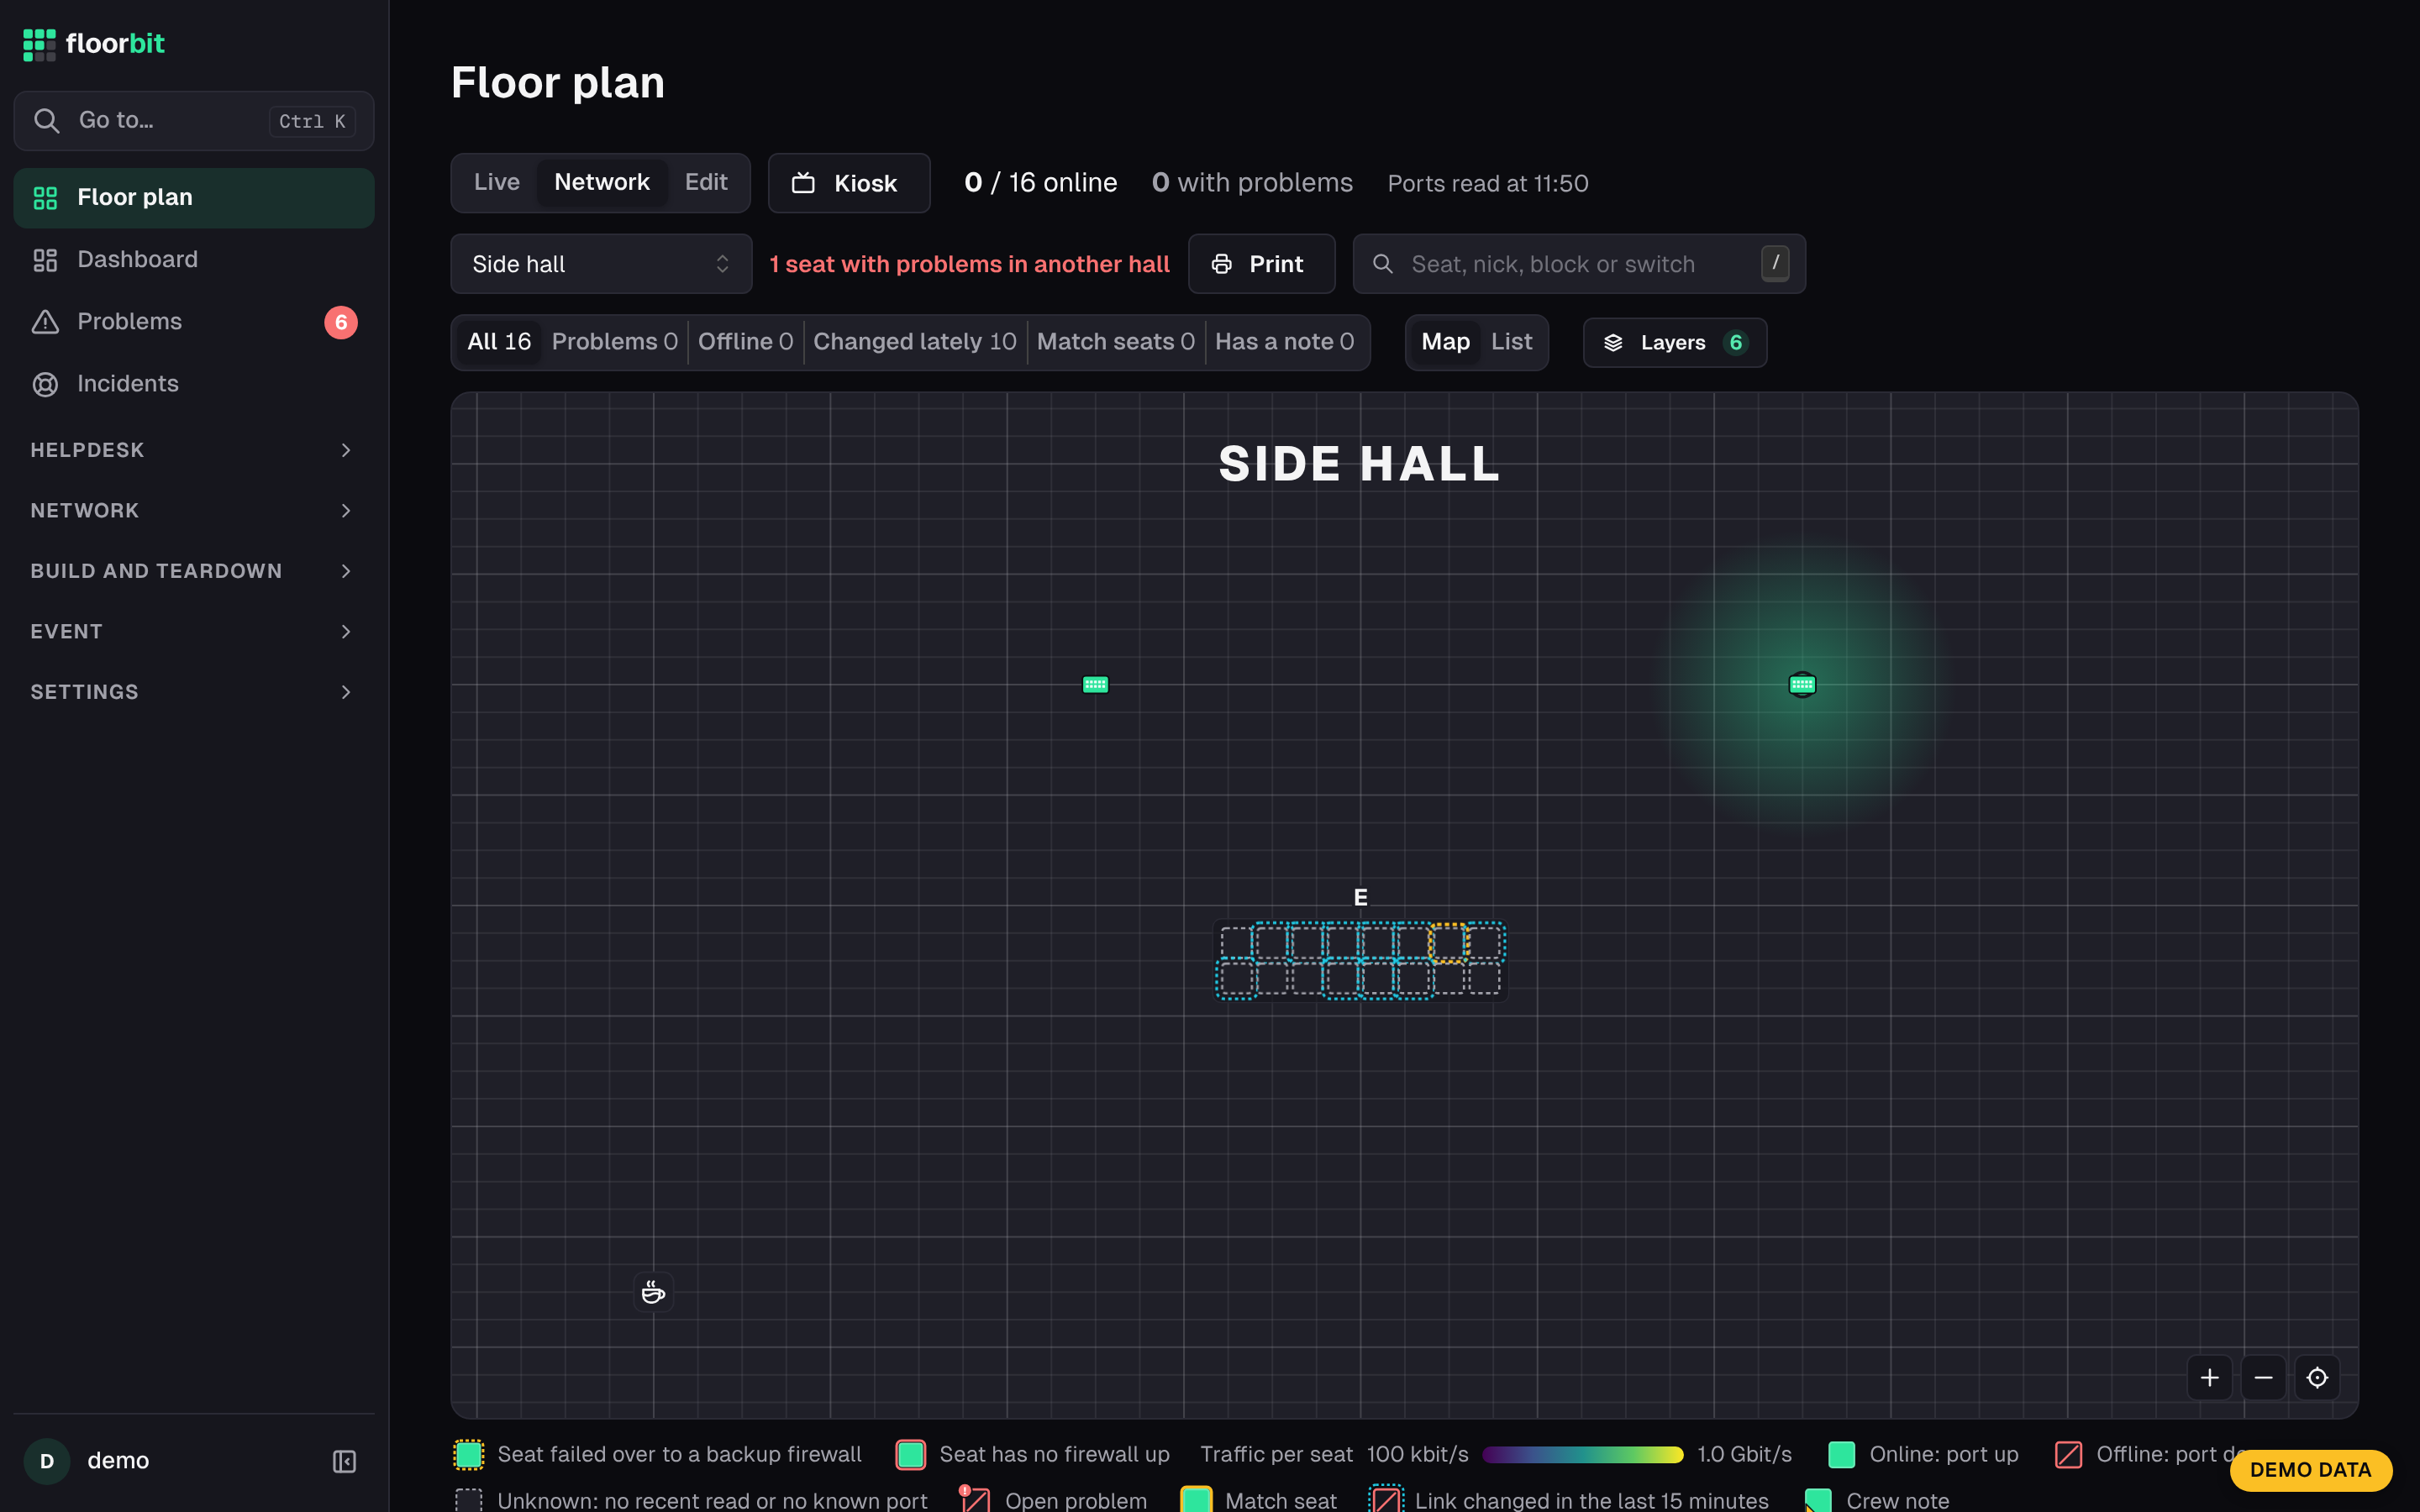 floorbit
Go to...
Ctrl K
Floor plan
Dashboard
Problems
6
Incidents
HELPDESK
NETWORK
BUILD AND TEARDOWN
EVENT
SETTINGS
D
demo
Floor plan
Live
Network
Edit
Kiosk
0 / 16 online
0 with problems
Ports read at 11:50
Side hall
1 seat with problems in another hall
Print
Seat, nick, block or switch
/
All 16
Problems 0
Offline 0
Changed lately 10
Match seats 0
Has a note 0
Map
List
Layers
6
SIDE HALL
E
Seat failed over to a backup firewall
Seat has no firewall up
Traffic per seat
100 kbit/s
1.0 Gbit/s
Online: port up
Offline: port
DEMO DATA
Unknown: no recent read or no known port
Open problem
Match seat
Link changed in the last 15 minutes
Crew note